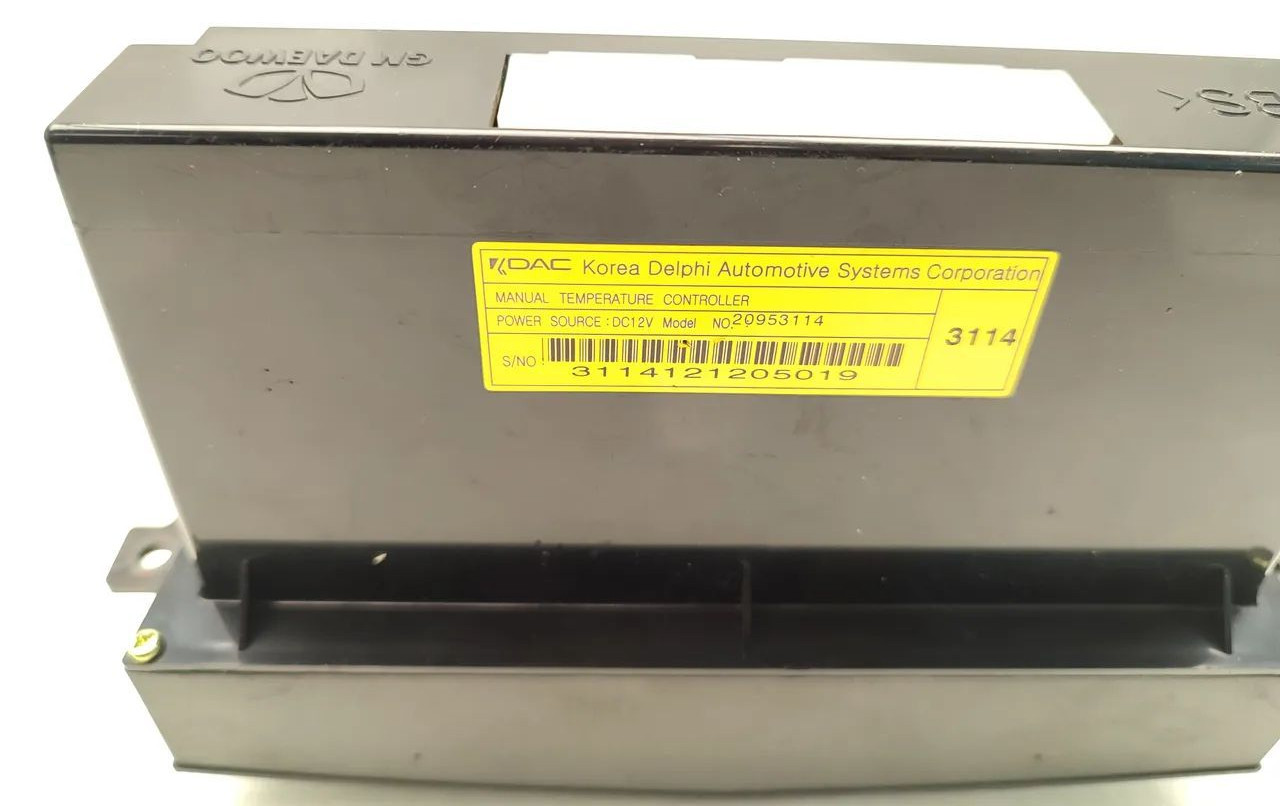 GM DAEWOO
KDAC Korea Delphi Automotive Systems Corporation
MANUAL TEMPERATURE CONTROLLER
POWER SOURCE : DC12V Model NO. 20953114
3114
S/NO
3114121205019